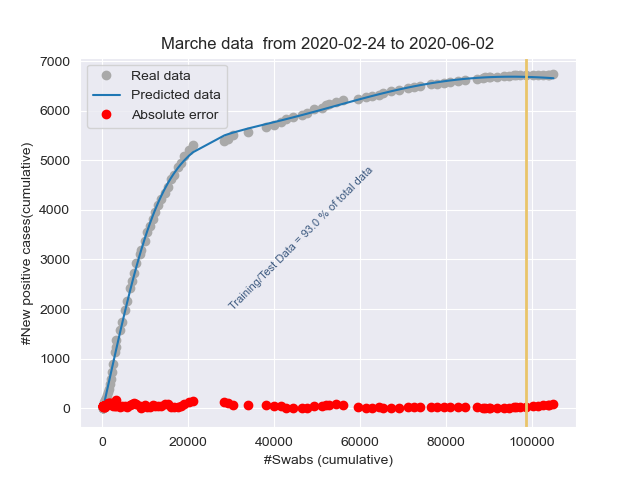 Marche data  from 2020-02-24 to 2020-06-02
Real data
Predicted data
Absolute error
7000
6000
5000
4000
3000
2000
1000
0
#New positive cases(cumulative)
Training/Test Data = 93.0 % of total data
0
20000
40000
60000
80000
100000
#Swabs (cumulative)